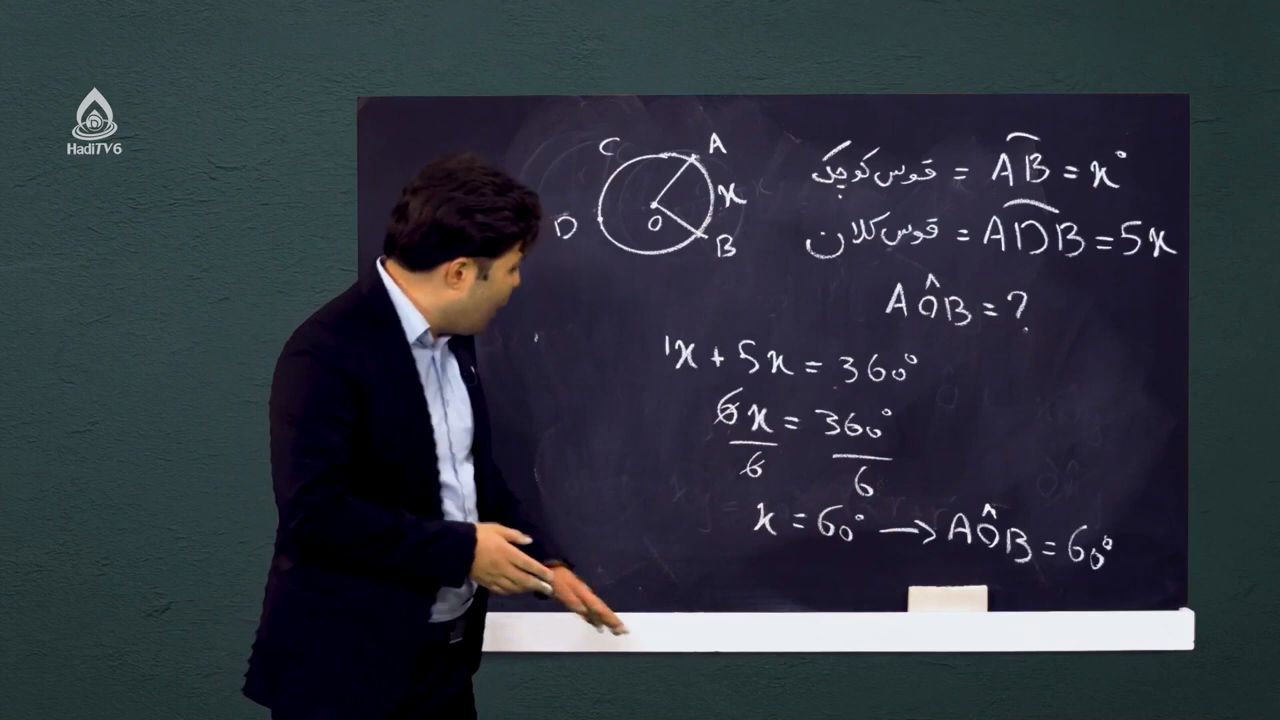 HadiTV6
C A
x
O
D
B
قوس کوچک = AB = x°
قوس کلان = ADB = 5x
AÔB = ?
1x + 5x = 360°
6x = 360°
6 6
x = 60° → AÔB = 60°